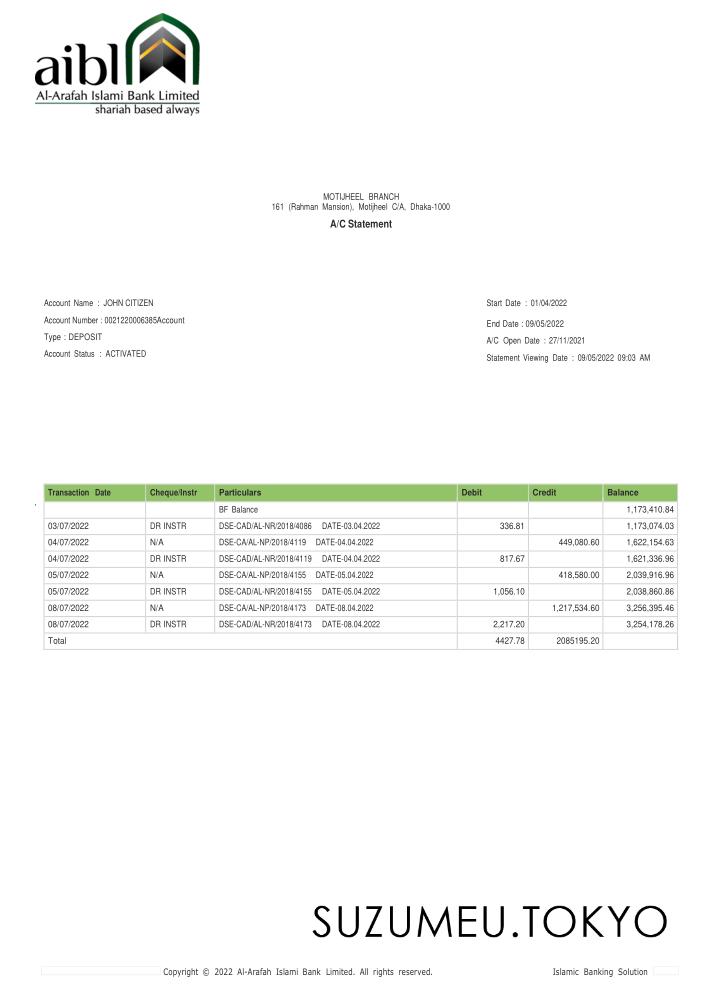 aibl
Al-Arafah Islami Bank Limited
shariah based always
MOTIJHEEL BRANCH
161 (Rahman Mansion), Motijheel C/A, Dhaka-1000
A/C Statement
Account Name : JOHN CITIZEN
Account Number : 0021220006385Account
Type : DEPOSIT
Account Status : ACTIVATED
Start Date : 01/04/2022
End Date : 09/05/2022
A/C Open Date : 27/11/2021
Statement Viewing Date : 09/05/2022 09:03 AM
Transaction Date Cheque/Instr Particulars Debit Credit Balance
BF Balance 1,173,410.84
03/07/2022 DR INSTR DSE-CAD/AL-NR/2018/4086 DATE-03.04.2022 336.81 1,173,074.03
04/07/2022 N/A DSE-CA/AL-NP/2018/4119 DATE-04.04.2022 449,080.60 1,622,154.63
04/07/2022 DR INSTR DSE-CAD/AL-NR/2018/4119 DATE-04.04.2022 817.67 1,621,336.96
05/07/2022 N/A DSE-CA/AL-NP/2018/4155 DATE-05.04.2022 418,580.00 2,039,916.96
05/07/2022 DR INSTR DSE-CAD/AL-NR/2018/4155 DATE-05.04.2022 1,056.10 2,038,860.86
08/07/2022 N/A DSE-CA/AL-NP/2018/4173 DATE-08.04.2022 1,217,534.60 3,256,395.46
08/07/2022 DR INSTR DSE-CAD/AL-NR/2018/4173 DATE-08.04.2022 2,217.20 3,254,178.26
Total 4427.78 2085195.20
SUZUMEU.TOKYO
Copyright © 2022 Al-Arafah Islami Bank Limited. All rights reserved. Islamic Banking Solution